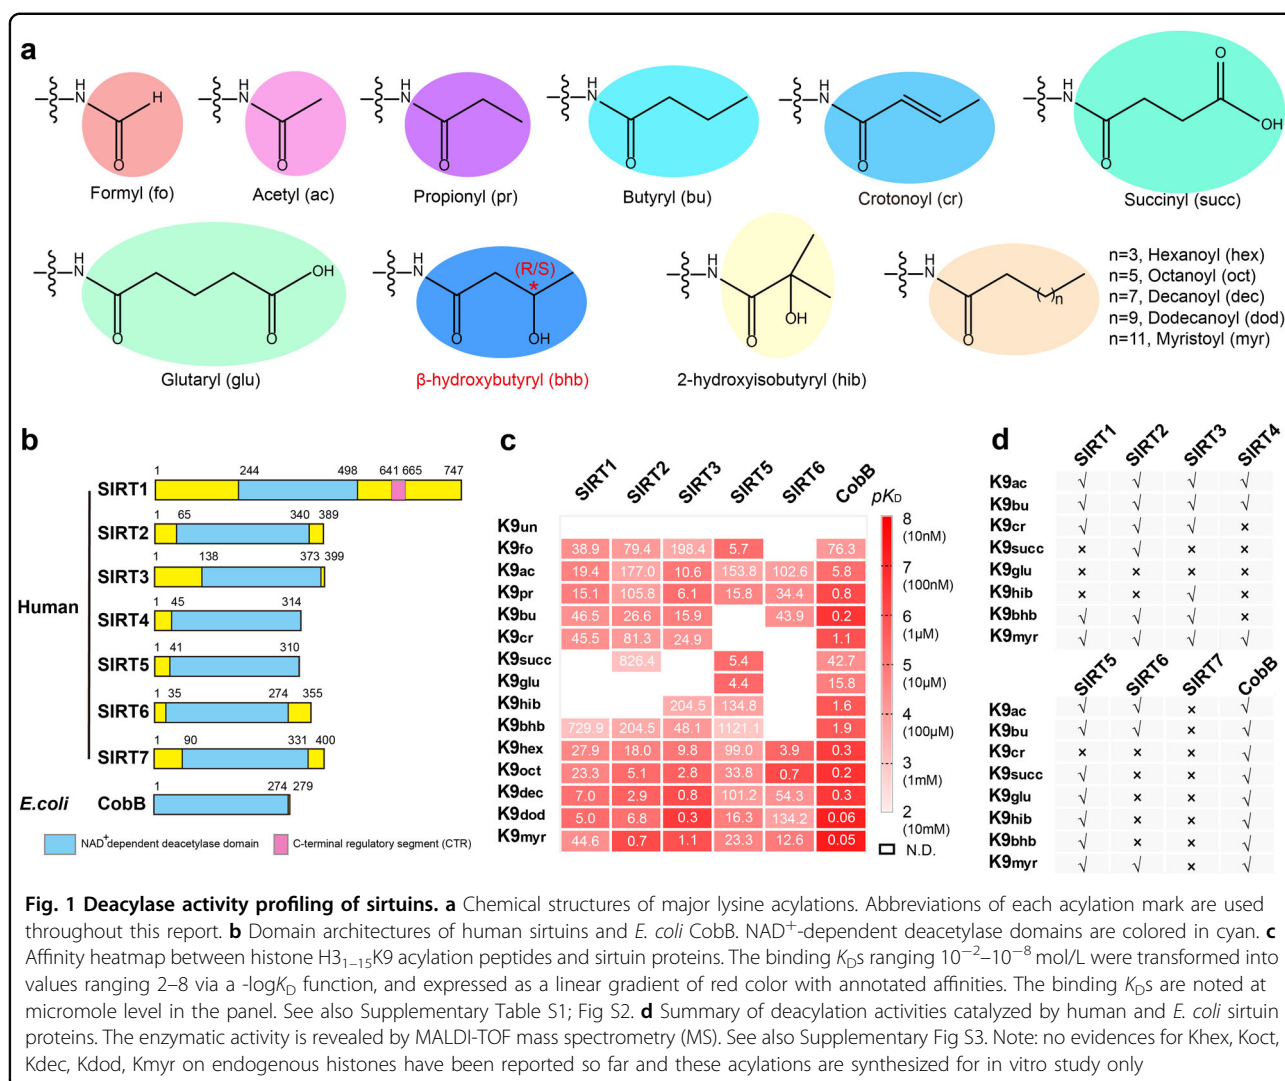 a
H
N
H
O
Formyl (fo)
H
N
O
Acetyl (ac)
H
N
O
Propionyl (pr)
H
N
O
Butyryl (bu)
H
N
O
Crotonoyl (cr)
H
N
O
O
OH
Succinyl (succ)
H
N
O
O
OH
Glutaryl (glu)
H
N
O
(R/S)
*
OH
β-hydroxybutyryl (bhb)
H
N
O
OH
2-hydroxyisobutyryl (hib)
H
N
O
( )n
n=3, Hexanoyl (hex)
n=5, Octanoyl (oct)
n=7, Decanoyl (dec)
n=9, Dodecanoyl (dod)
n=11, Myristoyl (myr)
b
Human
1 244 498 641 665 747
SIRT1
1 65 340 389
SIRT2
1 138 373 399
SIRT3
1 45 314
SIRT4
1 41 310
SIRT5
1 35 274 355
SIRT6
1 90 331 400
SIRT7
1 274 279
E.coli CobB
NAD+dependent deacetylase domain
C-terminal regulatory segment (CTR)
c
SIRT1 SIRT2 SIRT3 SIRT5 SIRT6 CobB
K9un
K9fo 38.9 79.4 198.4 5.7 76.3
K9ac 19.4 177.0 10.6 153.8 102.6 5.8
K9pr 15.1 105.8 6.1 15.8 34.4 0.8
K9bu 46.5 26.6 15.9 43.9 0.2
K9cr 45.5 81.3 24.9 1.1
K9succ 826.4 5.4 42.7
K9glu 4.4 15.8
K9hib 204.5 134.8 1.6
K9bhb 729.9 204.5 48.1 1121.1 1.9
K9hex 27.9 18.0 9.8 99.0 3.9 0.3
K9oct 23.3 5.1 2.8 33.8 0.7 0.2
K9dec 7.0 2.9 0.8 101.2 54.3 0.3
K9dod 5.0 6.8 0.3 16.3 134.2 0.06
K9myr 44.6 0.7 1.1 23.3 12.6 0.05
pKD
8
(10nM)
7
(100nM)
6
(1μM)
5
(10μM)
4
(100μM)
3
(1mM)
2
(10mM)
N.D.
d
SIRT1 SIRT2 SIRT3 SIRT4
K9ac √ √ √ √
K9bu √ √ √ √
K9cr √ √ √ ×
K9succ × √ × ×
K9glu × × × ×
K9hib × × √ ×
K9bhb √ √ √ ×
K9myr √ √ √ √
SIRT5 SIRT6 SIRT7 CobB
K9ac √ √ × √
K9bu √ √ × √
K9cr × × × √
K9succ √ × × √
K9glu √ × × √
K9hib √ × × √
K9bhb √ × × √
K9myr √ √ × √
Fig. 1 Deacylase activity profiling of sirtuins. a Chemical structures of major lysine acylations. Abbreviations of each acylation mark are used
throughout this report. b Domain architectures of human sirtuins and E. coli CobB. NAD+-dependent deacetylase domains are colored in cyan. c
Affinity heatmap between histone H31–15K9 acylation peptides and sirtuin proteins. The binding KDs ranging 10−2–10−8 mol/L were transformed into
values ranging 2–8 via a -logKD function, and expressed as a linear gradient of red color with annotated affinities. The binding KDs are noted at
micromole level in the panel. See also Supplementary Table S1; Fig S2. d Summary of deacylation activities catalyzed by human and E. coli sirtuin
proteins. The enzymatic activity is revealed by MALDI-TOF mass spectrometry (MS). See also Supplementary Fig S3. Note: no evidences for Khex, Koct,
Kdec, Kdod, Kmyr on endogenous histones have been reported so far and these acylations are synthesized for in vitro study only